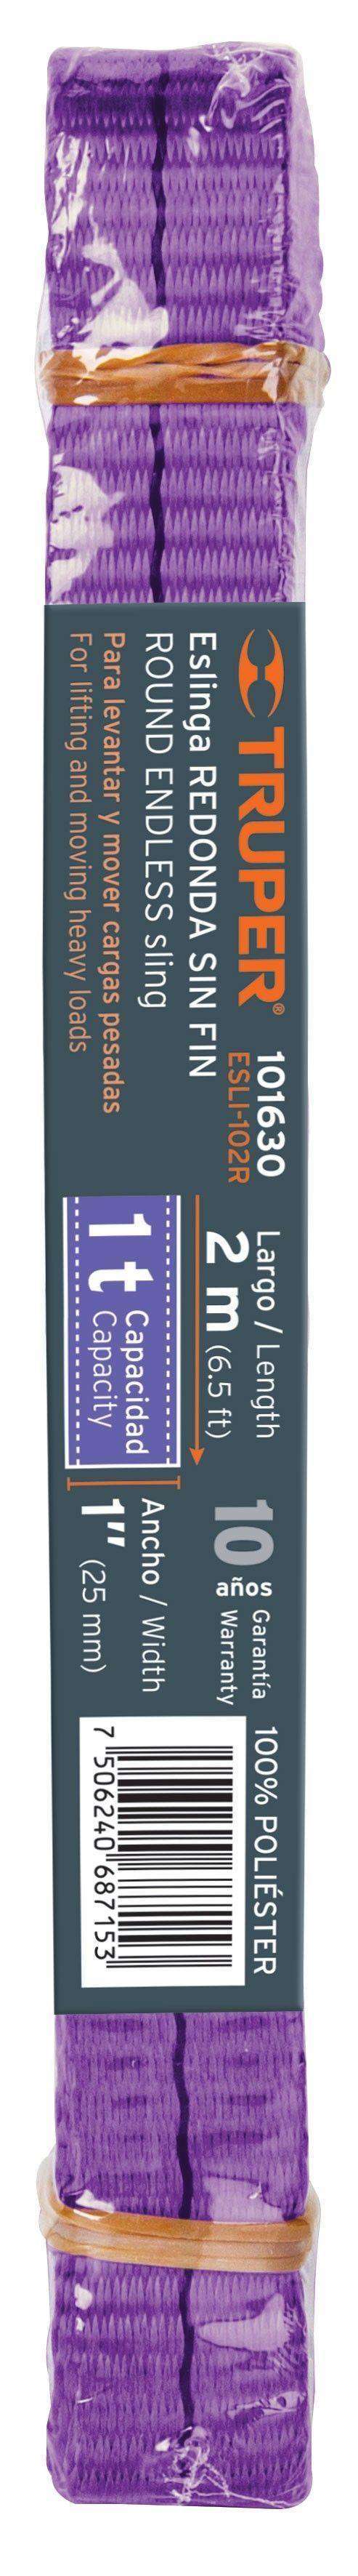 TRUPER®
101630
ESLI-102R
Eslinga REDONDA SIN FIN
ROUND ENDLESS sling
Para levantar y mover cargas pesadas
For lifting and moving heavy loads
Largo / Length
2 m (6.5 ft)
1 t Capacidad
Capacity
10 años Garantía
Warranty
Ancho / Width
1" (25 mm)
100% POLIÉSTER
7 506240 687153